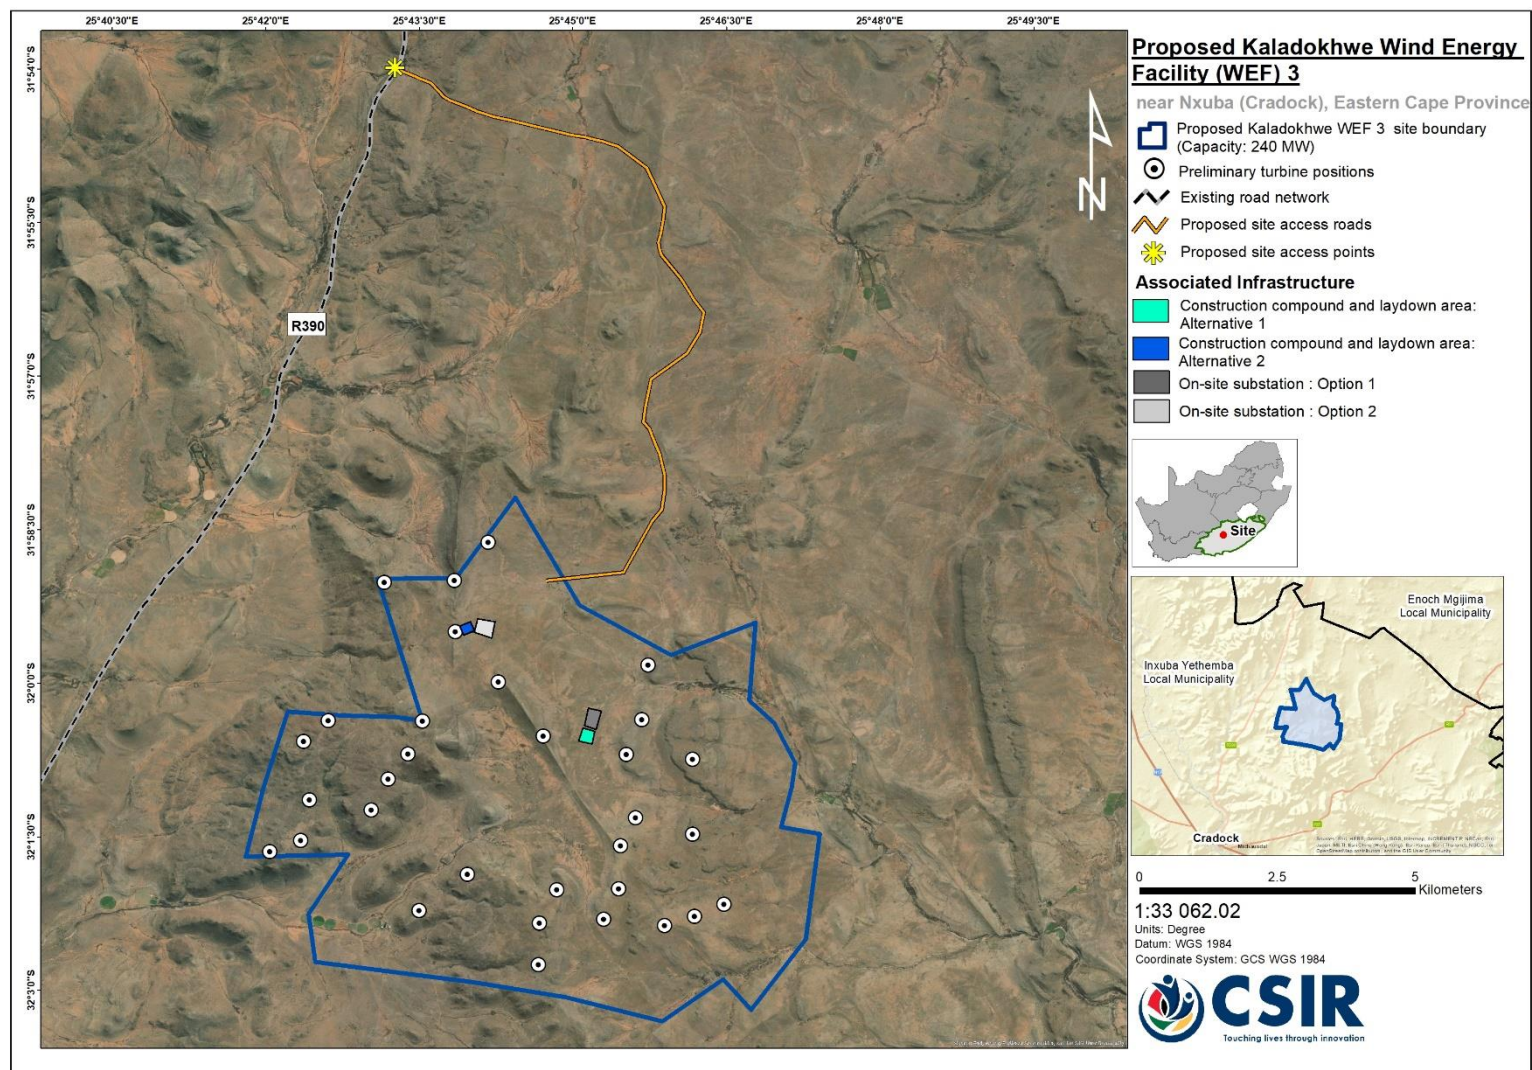 25°40'30"E
25°42'0"E
25°43'30"E
25°45'0"E
25°46'30"E
25°48'0"E
25°49'30"E
31°54'0"S
31°55'30"S
31°57'0"S
31°58'30"S
32°0'0"S
32°1'30"S
32°3'0"S
R390
N
Proposed Kaladokhwe Wind Energy
Facility (WEF) 3
near Nxuba (Cradock), Eastern Cape Province
Proposed Kaladokhwe WEF 3 site boundary
(Capacity: 240 MW)
Preliminary turbine positions
Existing road network
Proposed site access roads
Proposed site access points
Associated Infrastructure
Construction compound and laydown area:
Alternative 1
Construction compound and laydown area:
Alternative 2
On-site substation : Option 1
On-site substation : Option 2
Site
Enoch Mgijima
Local Municipality
Inxuba Yethemba
Local Municipality
Cradock
0 2.5 5
Kilometers
1:33 062.02
Units: Degree
Datum: WGS 1984
Coordinate System: GCS WGS 1984
CSIR
Touching lives through innovation